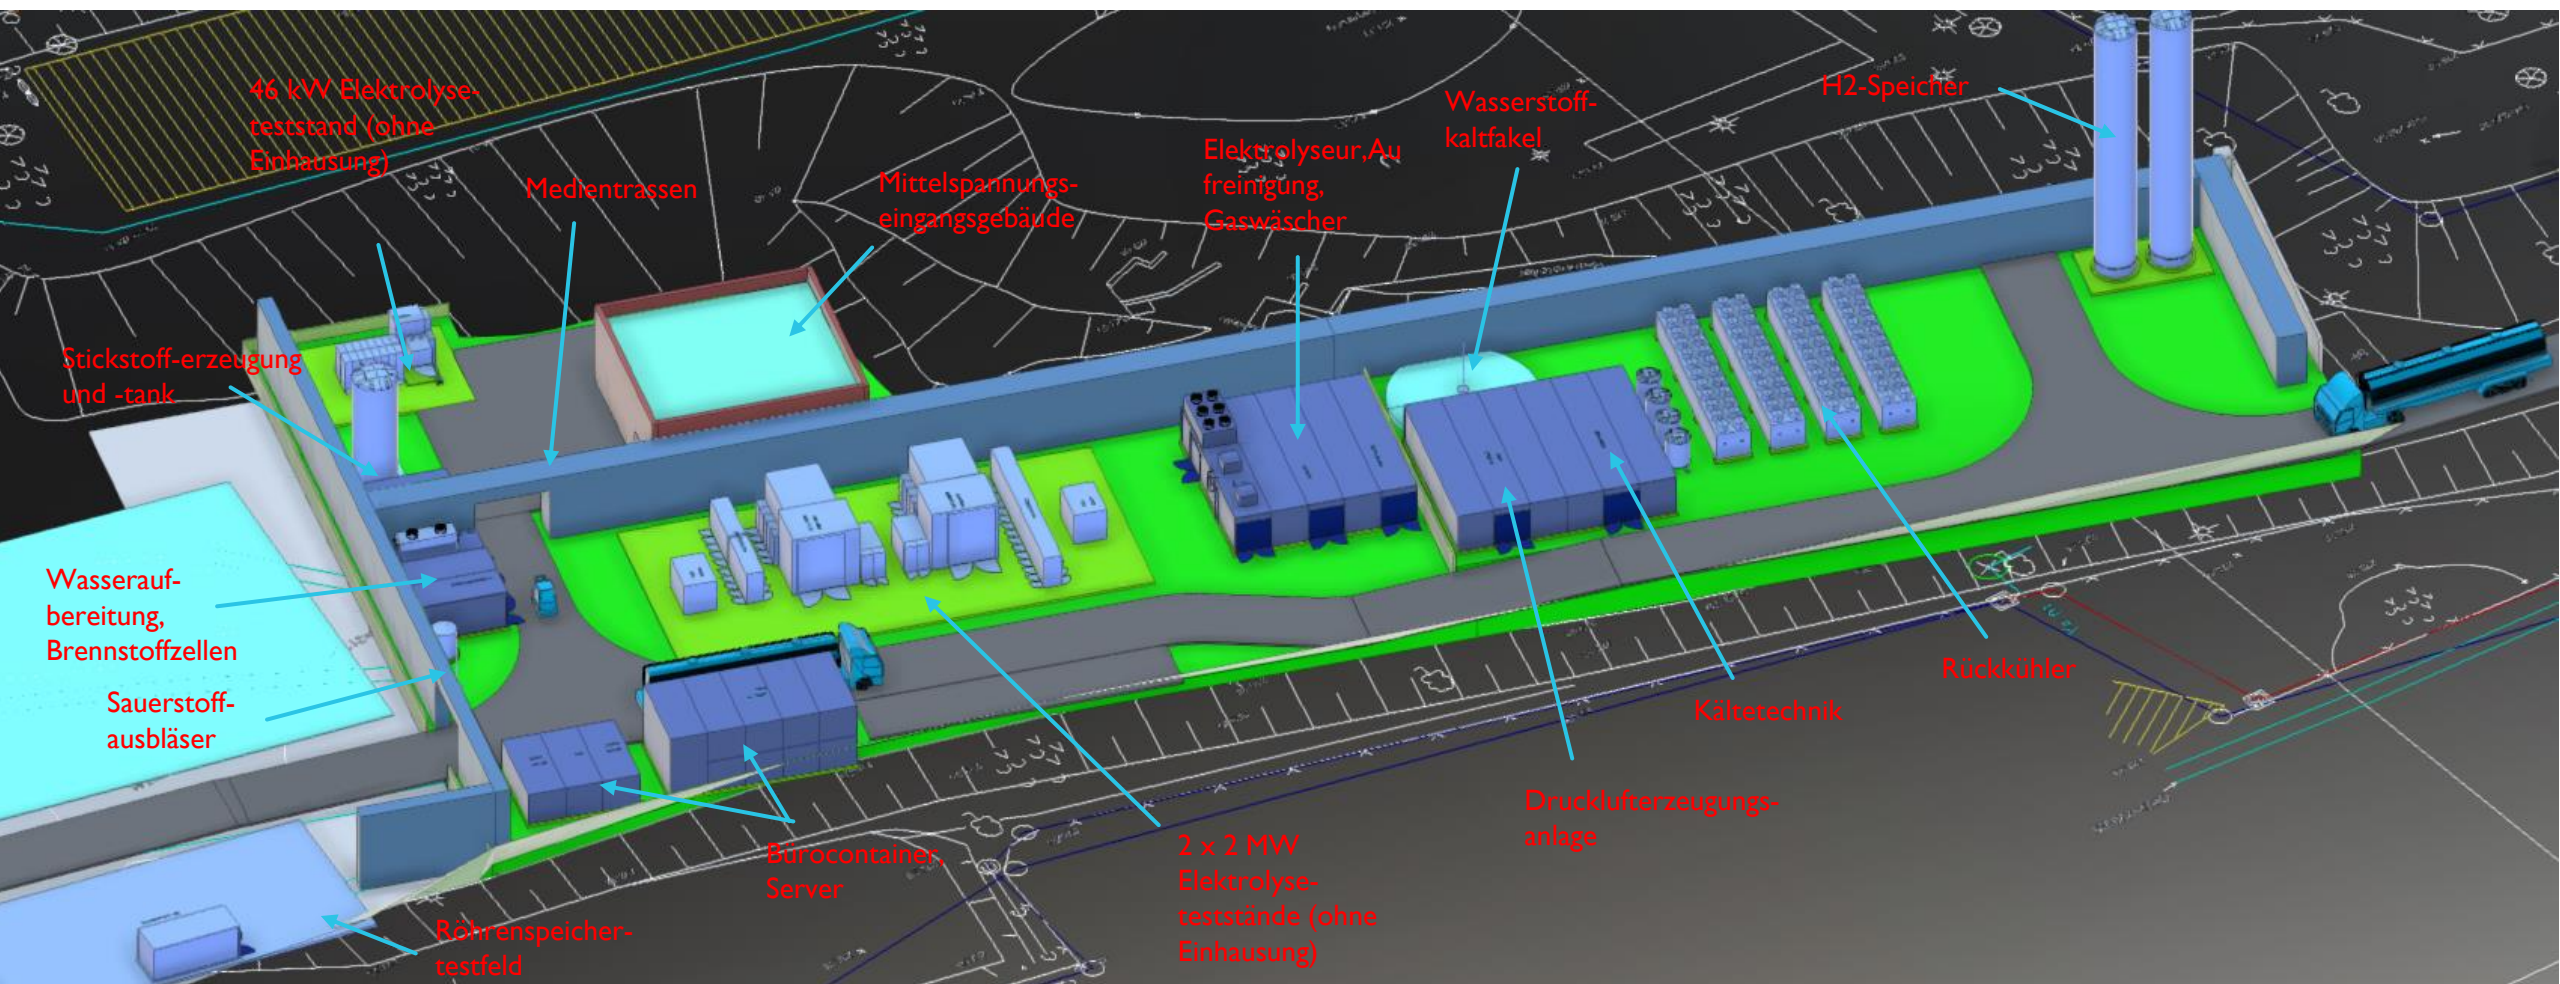 46 kW Elektrolyse-
teststand (ohne
Einhausung)
Medientrassen
Mittelspannungs-
eingangsgebäude
Elektrolyseur,Au
freinigung,
Gaswäscher
Wasserstoff-
kaltfakel
H2-Speicher
Stickstoff-erzeugung
und -tank
Wasserauf-
bereitung,
Brennstoffzellen
Sauerstoff-
ausbläser
Röhrenspeicher-
testfeld
Bürocontainer,
Server
2 x 2 MW
Elektrolyse-
teststände (ohne
Einhausung)
Drucklufterzeugungs-
anlage
Kältetechnik
Rückkühler